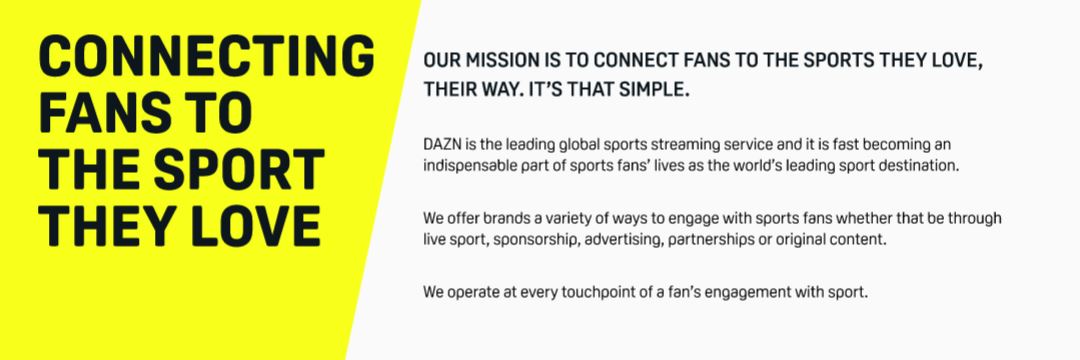 CONNECTING
FANS TO
THE SPORT
THEY LOVE
OUR MISSION IS TO CONNECT FANS TO THE SPORTS THEY LOVE,
THEIR WAY. IT'S THAT SIMPLE.
DAZN is the leading global sports streaming service and it is fast becoming an
indispensable part of sports fans' lives as the world's leading sport destination.
We offer brands a variety of ways to engage with sports fans whether that be through
live sport, sponsorship, advertising, partnerships or original content.
We operate at every touchpoint of a fan's engagement with sport.